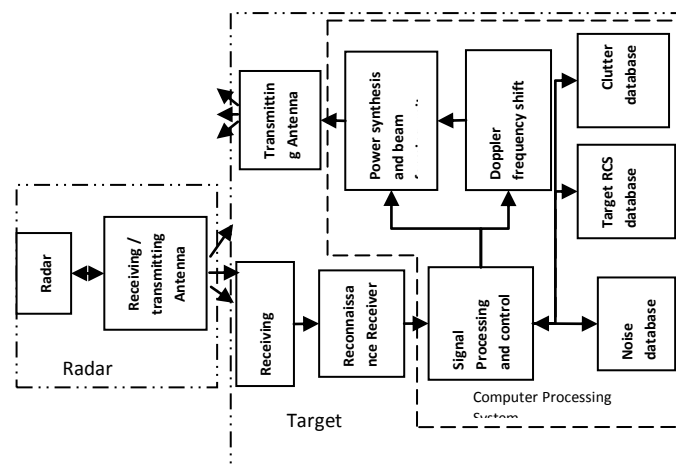 Radar
Receiving /
transmitting
Antenna
Radar
Transmittin
g Antenna
Receiving
Reconnaissa
nce Receiver
Target
Power synthesis
and beam
Doppler
frequency shift
Signal
Processing
and control
Clutter
database
Target RCS
database
Noise
database
Computer Processing
System